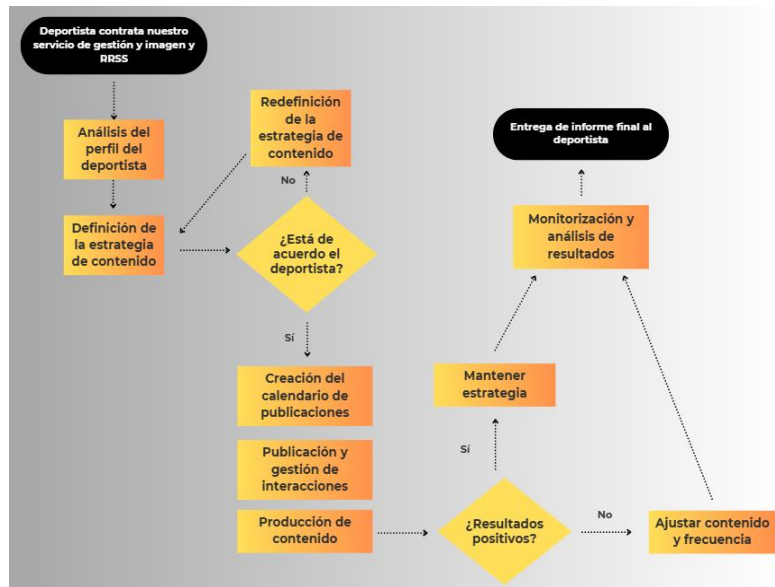 Deportista contrata nuestro
servicio de gestión y imagen y
RRSS
Análisis del
perfil del
deportista
Definición de
la estrategia
de contenido
Redefinición
de la
estrategia de
contenido
No
¿Está de
acuerdo el
deportista?
Sí
Creación del
calendario de
publicaciones
Publicación y
gestión de
interacciones
Producción de
contenido
¿Resultados
positivos?
Sí
Mantener
estrategia
No
Ajustar contenido
y frecuencia
Monitorización y
análisis de
resultados
Entrega de informe final al
deportista